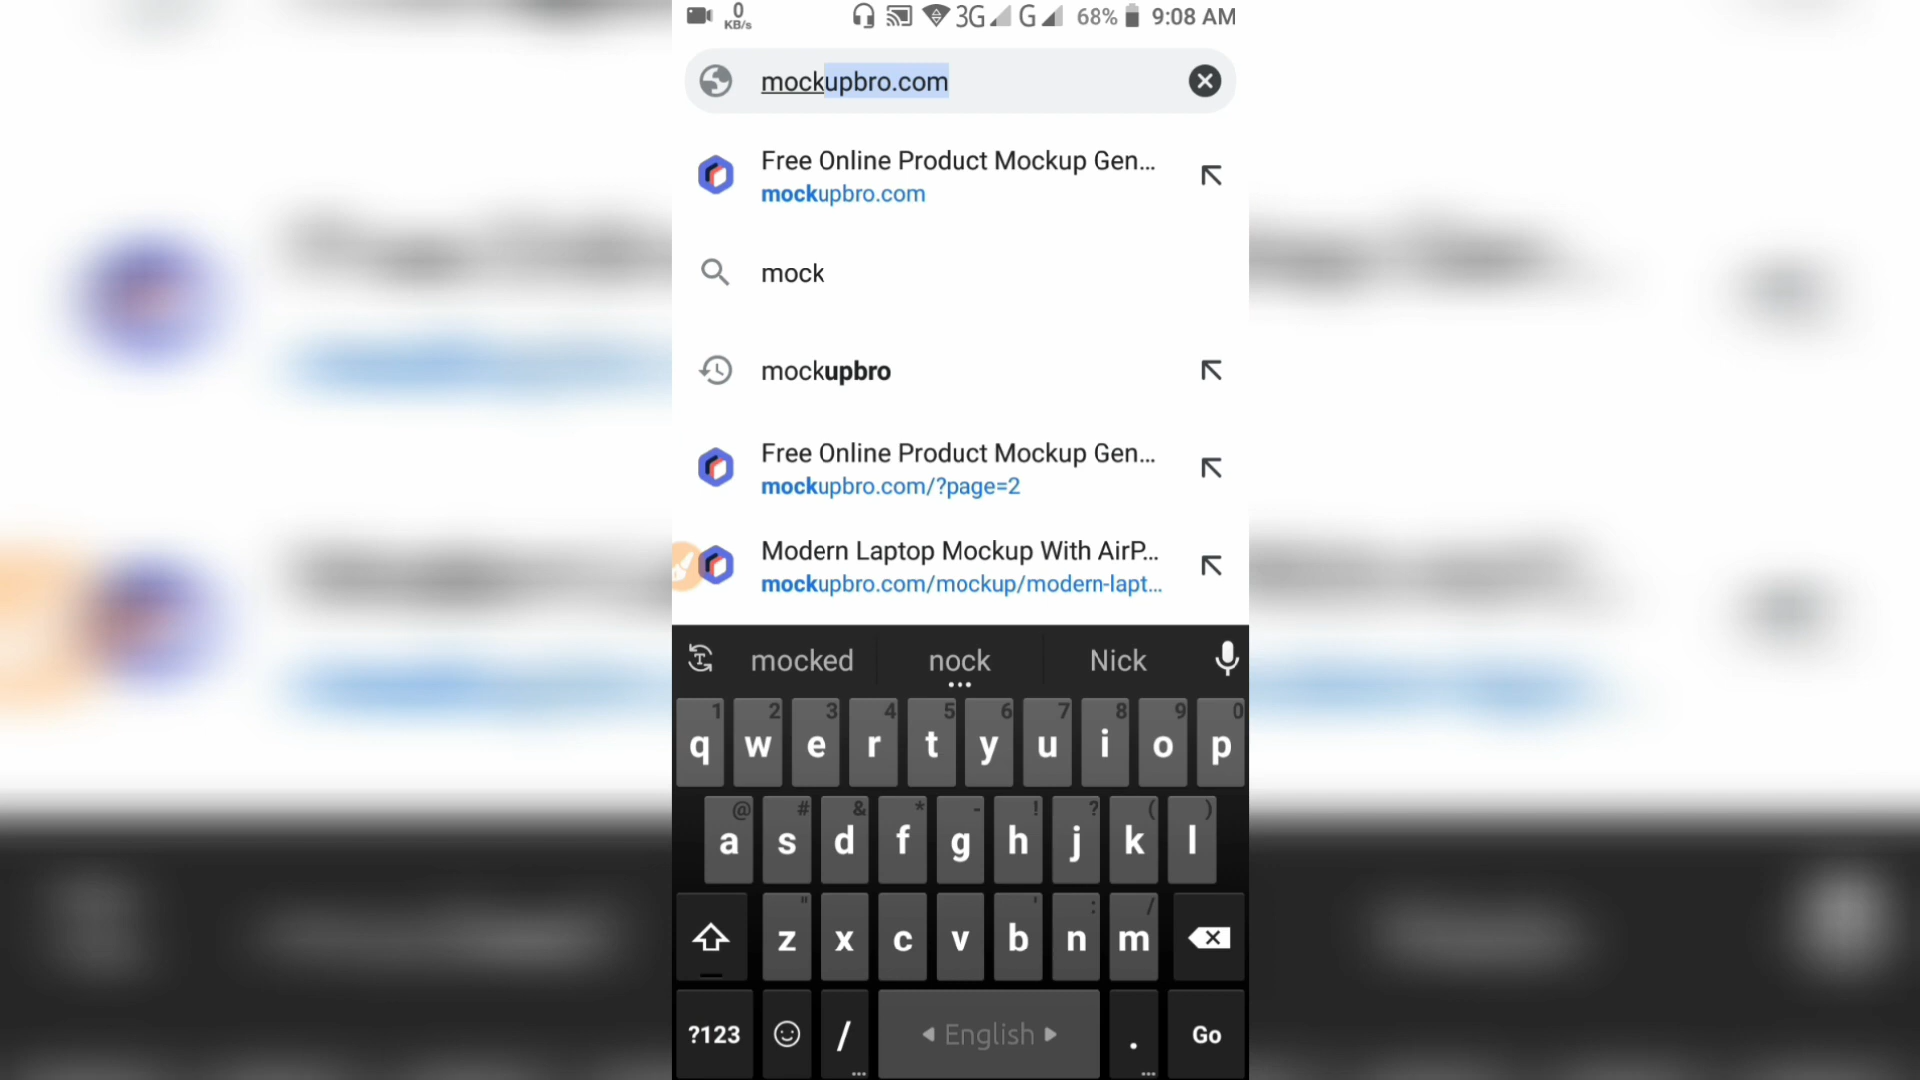 0
KB/s
3G G 68% 9:08 AM
mockupbro.com
Free Online Product Mockup Gen...
mockupbro.com
mock
mockupbro
Free Online Product Mockup Gen...
mockupbro.com/?page=2
Modern Laptop Mockup With AirP...
mockupbro.com/mockup/modern-lapt...
T mocked nock Nick
...
1 2 3 4 5 6 7 8 9 0
q w e r t y u i o p
@ # & * - ! ? ( )
a s d f g h j k l
" ' : /
z x c v b n m
?123 / English . Go
... ...